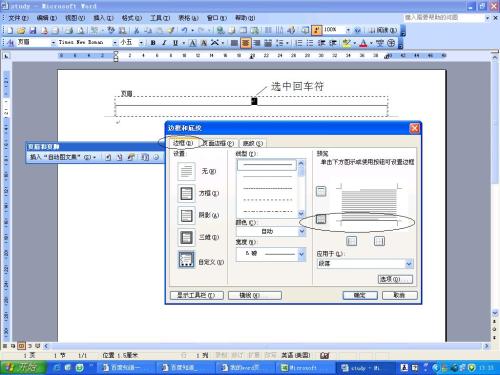 study - Microsoft Word
文件(F) 编辑(E) 视图(V) 插入(I) 格式(O) 工具(T) 表格(A) 窗口(W) 帮助(H)
键入需要帮助的问题
100% 阅读(R)
页眉 Times New Roman 小五 B I U A
页眉
选中回车符
页眉和页脚
插入“自动图文集”(S)
边框和底纹
边框(B) 页面边框(P) 底纹(S)
设置:
无(N)
方框(X)
阴影(A)
三维(D)
自定义(U)
线型(Y):
颜色(C):
自动
宽度(W):
½ 磅
预览
单击下方图示或使用按钮可设置边框
应用于(L):
段落
选项(O)...
显示工具栏(T) 横线(H)... 确定 取消
1 页 1 节 1/1 位置 1.5厘米 行 1 列 录制 修订 扩展 改写 英语(美国)
开始 百度知道—... 百度知道_... 我的word页... Microsoft E... study - Mi... 13:33